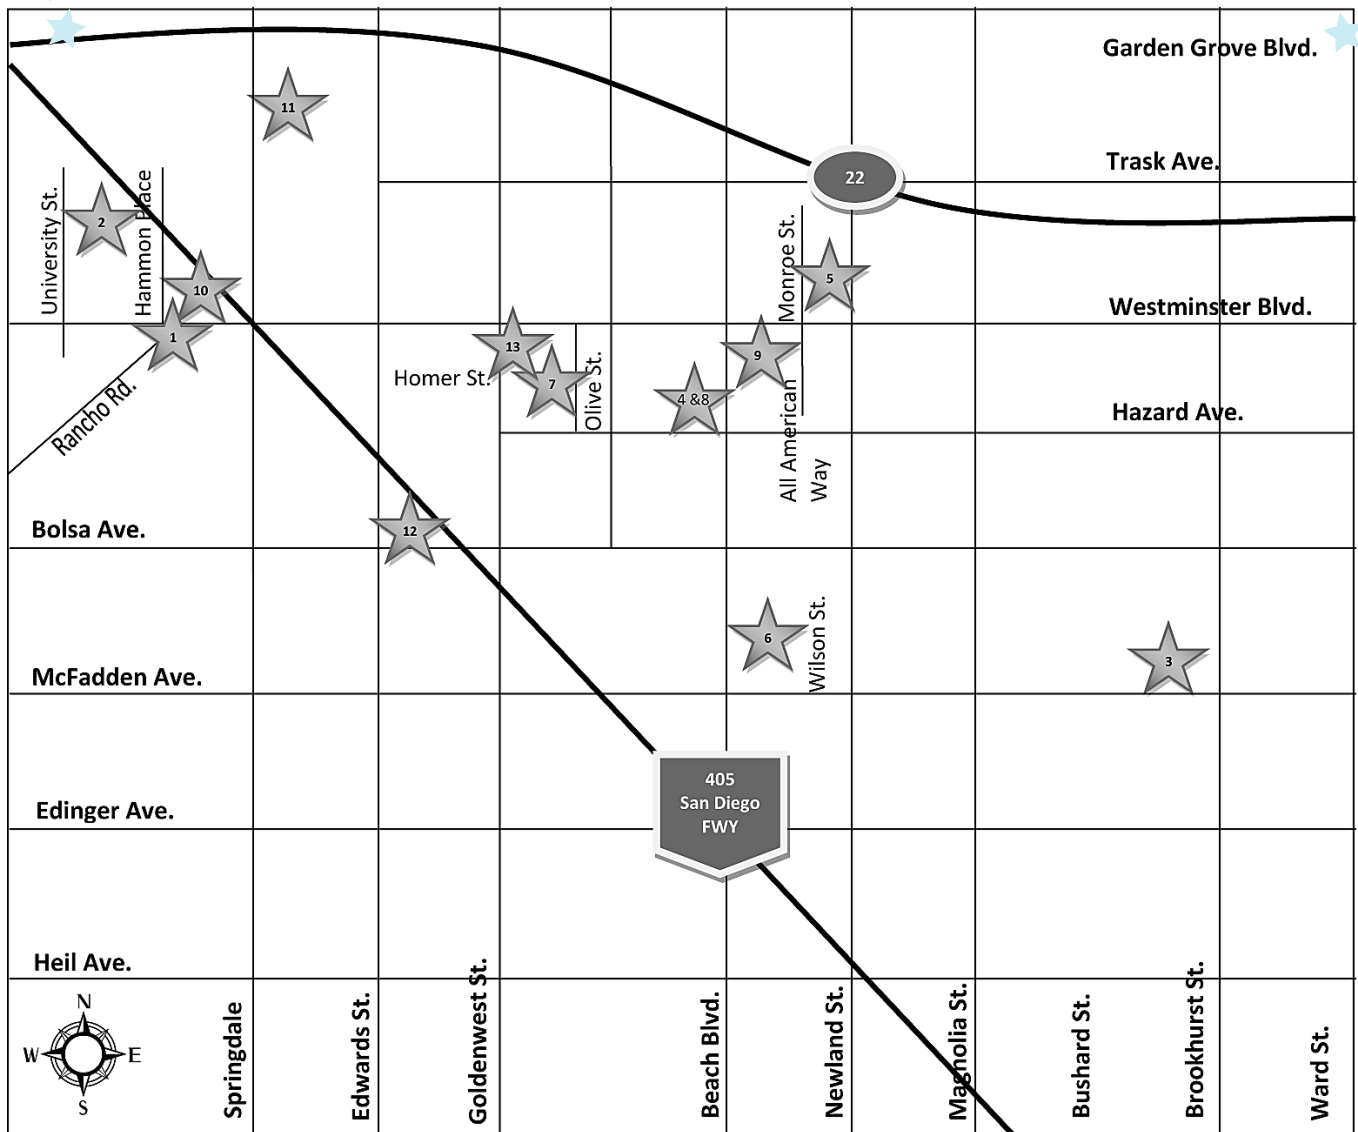 Garden Grove Blvd.
11
Trask Ave.
22
University St.
2
Hammon Place
Monroe St.
5
10
Westminster Blvd.
1
13
9
Homer St.
7
Olive St.
4 &8
Rancho Rd.
All American
Way
Hazard Ave.
Bolsa Ave.
12
6
Wilson St.
3
McFadden Ave.
405
San Diego
FWY
Edinger Ave.
Heil Ave.
N
W
E
S
Springdale
Edwards St.
Goldenwest St.
Beach Blvd.
Newland St.
Magnolia St.
Bushard St.
Brookhurst St.
Ward St.